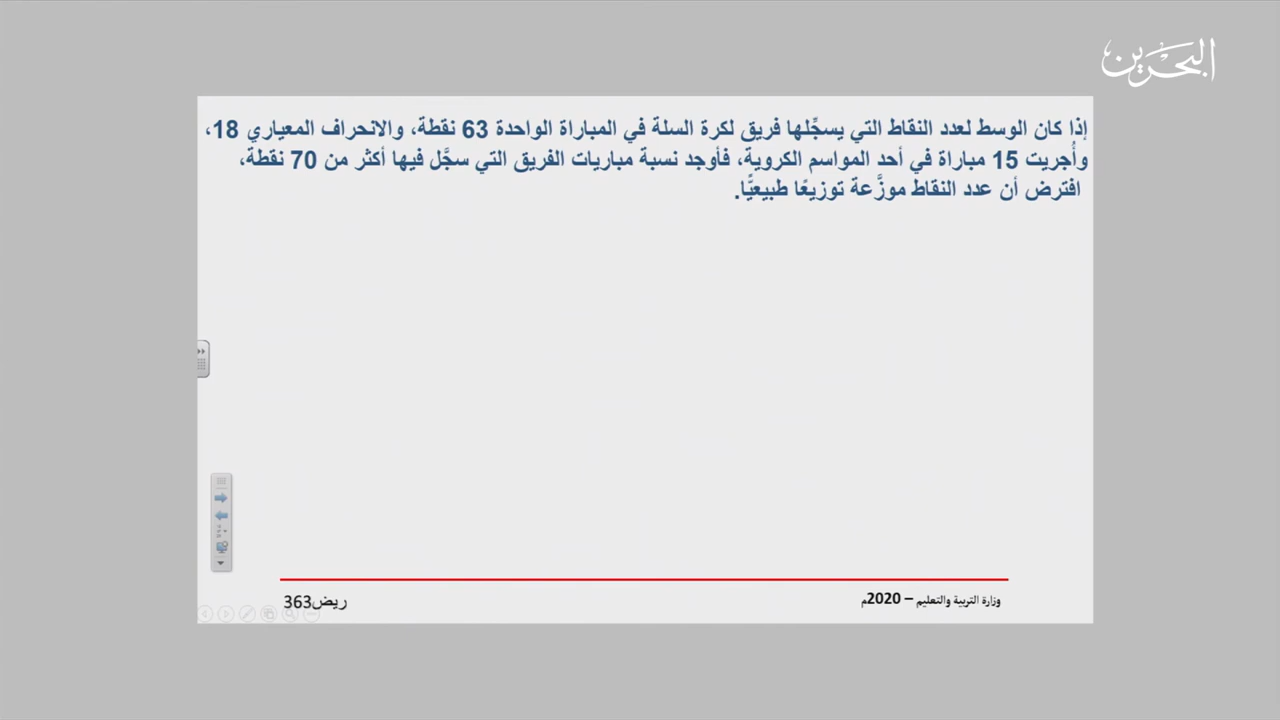 البحرين
إذا كان الوسط لعدد النقاط التي يسجِّلها فريق لكرة السلة في المباراة الواحدة 63 نقطة، والانحراف المعياري 18،
وأُجريت 15 مباراة في أحد المواسم الكروية، فأوجد نسبة مباريات الفريق التي سجَّل فيها أكثر من 70 نقطة،
افترض أن عدد النقاط موزَّعة توزيعًا طبيعيًّا.
وزارة التربية والتعليم – 2020م
ريض363